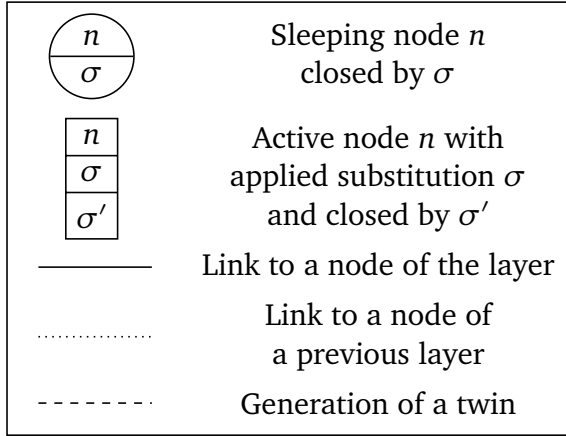 n
σ
Sleeping node n
closed by σ
n
σ
σ′
Active node n with
applied substitution σ
and closed by σ′
Link to a node of the layer
Link to a node of
a previous layer
Generation of a twin